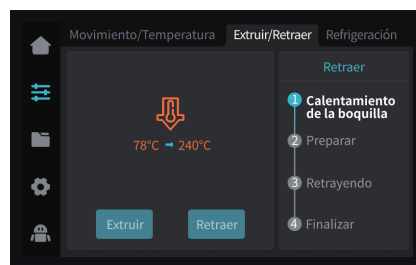 Movimiento/Temperatura Extruir/Retraer Refrigeración
78°C → 240°C
Extruir Retraer
Retraer
1 Calentamiento
de la boquilla
2 Preparar
3 Retrayendo
4 Finalizar